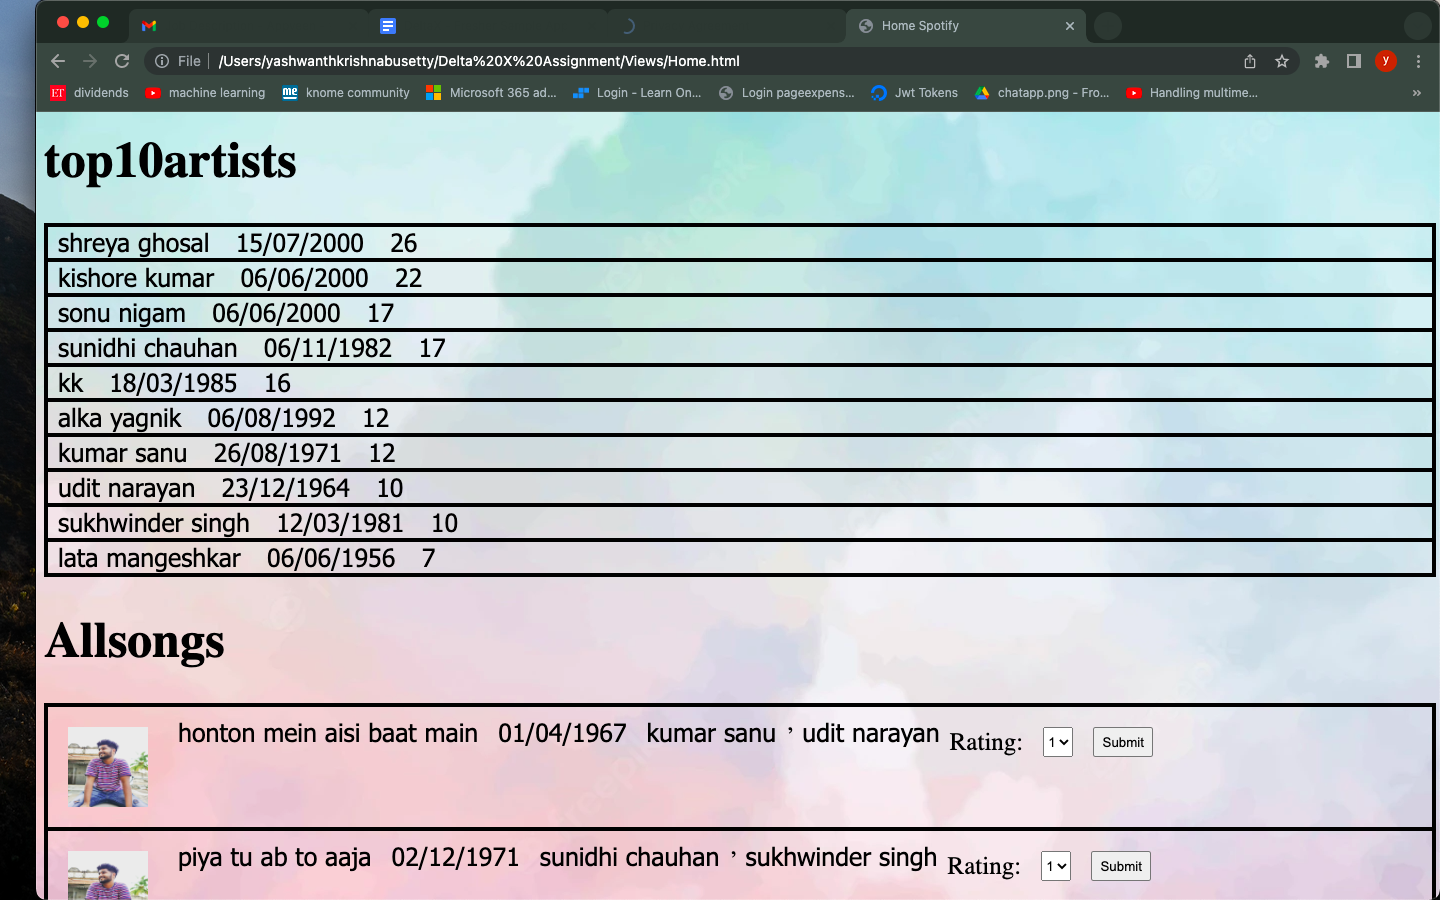 Home Spotify
File /Users/yashwanthkrishnabusetty/Delta%20X%20Assignment/Views/Home.html y
ET dividends machine learning me knome community Microsoft 365 ad... Login - Learn On... Login pageexpens... Jwt Tokens chatapp.png - Fro... Handling multime... »
top10artists
shreya ghosal 15/07/2000 26
kishore kumar 06/06/2000 22
sonu nigam 06/06/2000 17
sunidhi chauhan 06/11/1982 17
kk 18/03/1985 16
alka yagnik 06/08/1992 12
kumar sanu 26/08/1971 12
udit narayan 23/12/1964 10
sukhwinder singh 12/03/1981 10
lata mangeshkar 06/06/1956 7
Allsongs
honton mein aisi baat main 01/04/1967 kumar sanu , udit narayan Rating: 1 Submit
piya tu ab to aaja 02/12/1971 sunidhi chauhan , sukhwinder singh Rating: 1 Submit